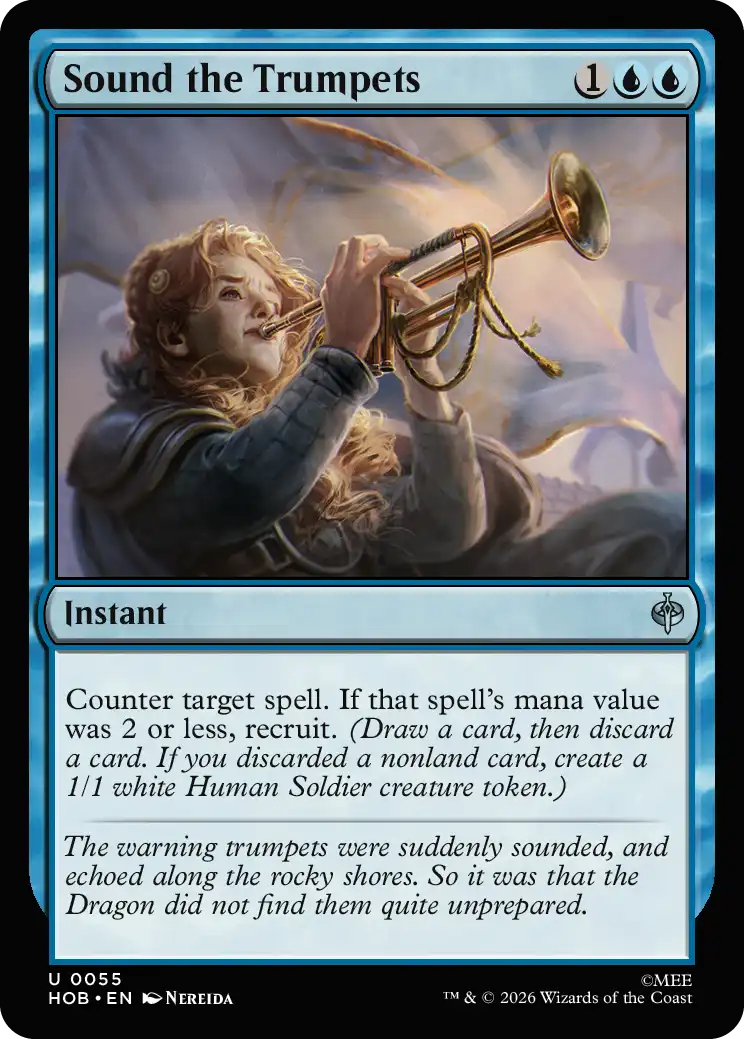 Sound the Trumpets
1
Instant
Counter target spell. If that spell's mana value
was 2 or less, recruit. (Draw a card, then discard
a card. If you discarded a nonland card, create a
1/1 white Human Soldier creature token.)
The warning trumpets were suddenly sounded, and
echoed along the rocky shores. So it was that the
Dragon did not find them quite unprepared.
U 0055
©MEE
HOB • EN NEREIDA
™ & © 2026 Wizards of the Coast